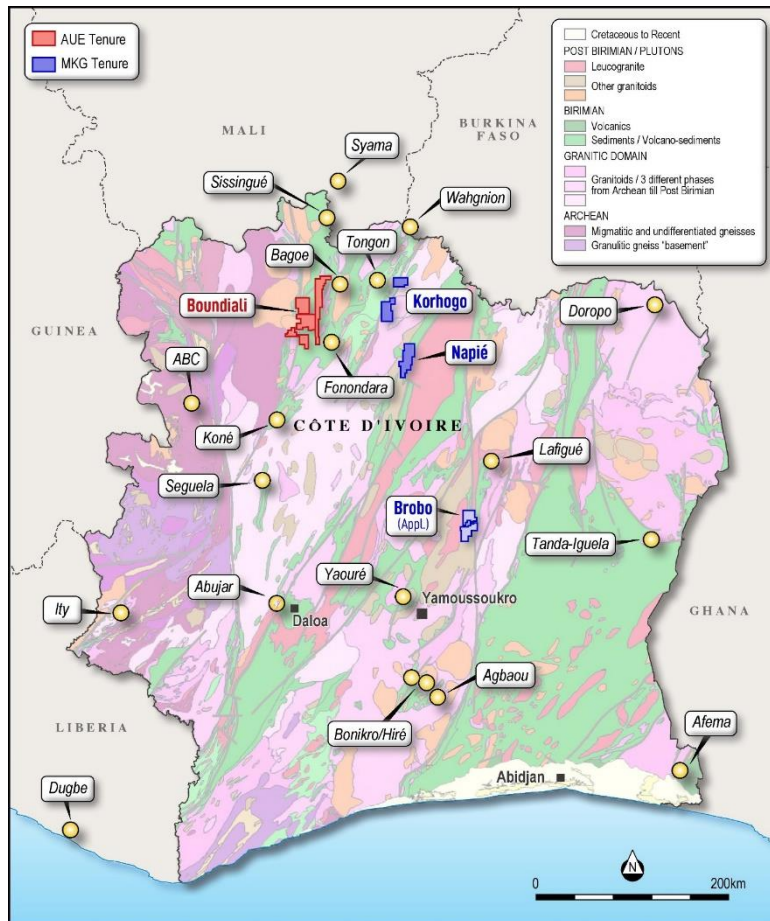 AUE Tenure
MKG Tenure
Cretaceous to Recent
POST BIRIMIAN / PLUTONS
Leucogranite
Other granitoids
BIRIMIAN
Volcanics
Sediments / Volcano-sediments
GRANITIC DOMAIN
Granitoids / 3 different phases
from Archean till Post Birimian
ARCHEAN
Migmatitic and undifferentiated gneisses
Granulitic gneiss "basement"
MALI
BURKINA
FASO
Syama
Sissingué
Wahgnion
Tongon
Bagoe
Boundiali
Korhogo
Doropo
GUINEA
Napié
ABC
Fonondara
CÔTE D'IVOIRE
Koné
Lafigué
Seguela
Brobo
(Appl.)
Tanda-Iguela
Abujar
Yaouré
Yamoussoukro
Ity
Daloa
GHANA
Agbaou
Bonikro/Hiré
LIBERIA
Afema
Abidjan
Dugbe
N
0
200km